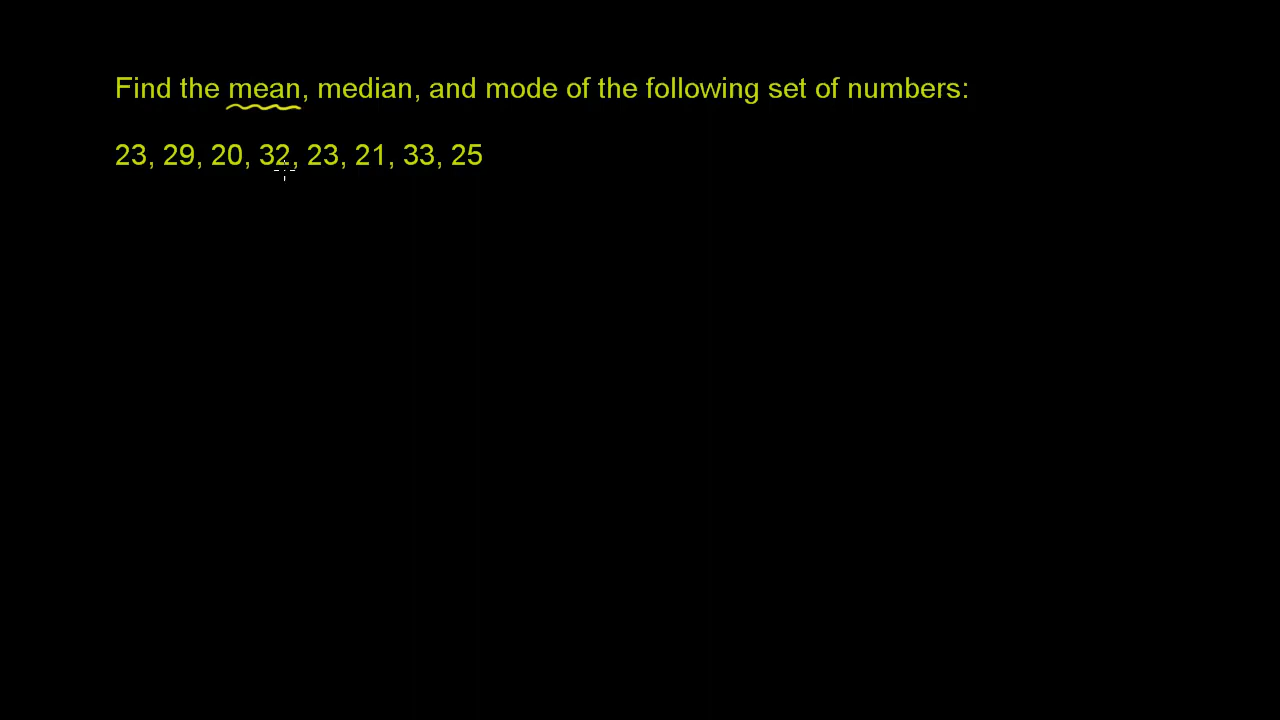 Find the mean, median, and mode of the following set of numbers:
23, 29, 20, 32, 23, 21, 33, 25